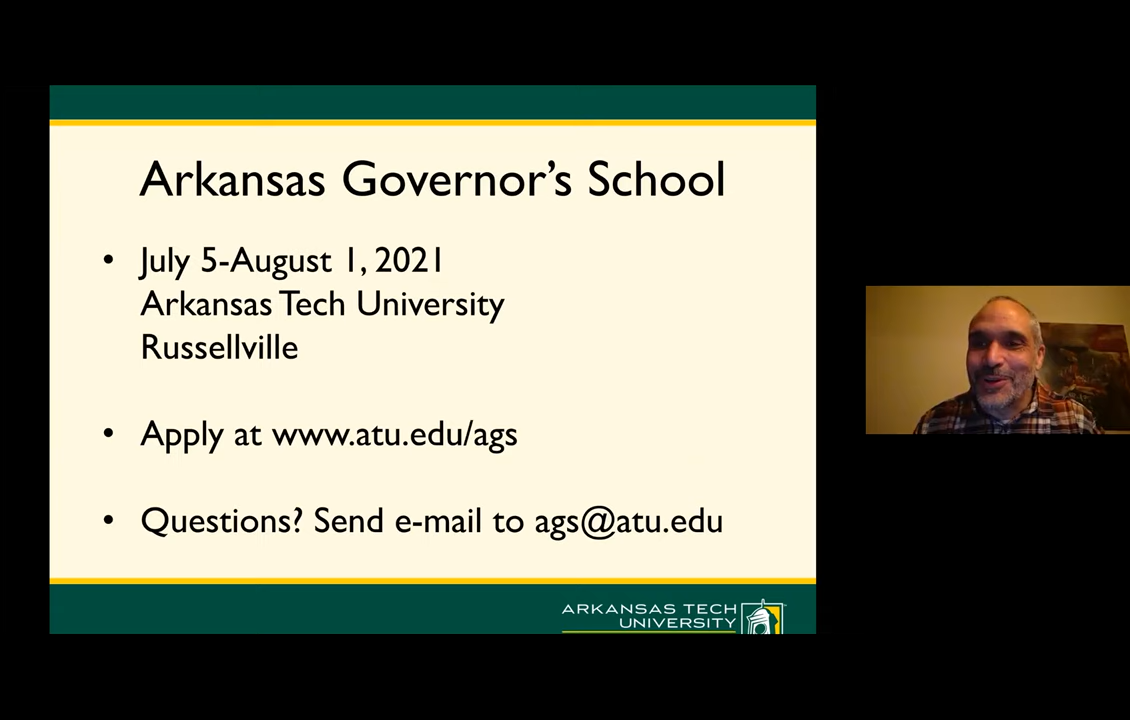 Arkansas Governor's School
• July 5-August 1, 2021
Arkansas Tech University
Russellville
• Apply at www.atu.edu/ags
• Questions? Send e-mail to ags@atu.edu
ARKANSAS TECH
UNIVERSITY